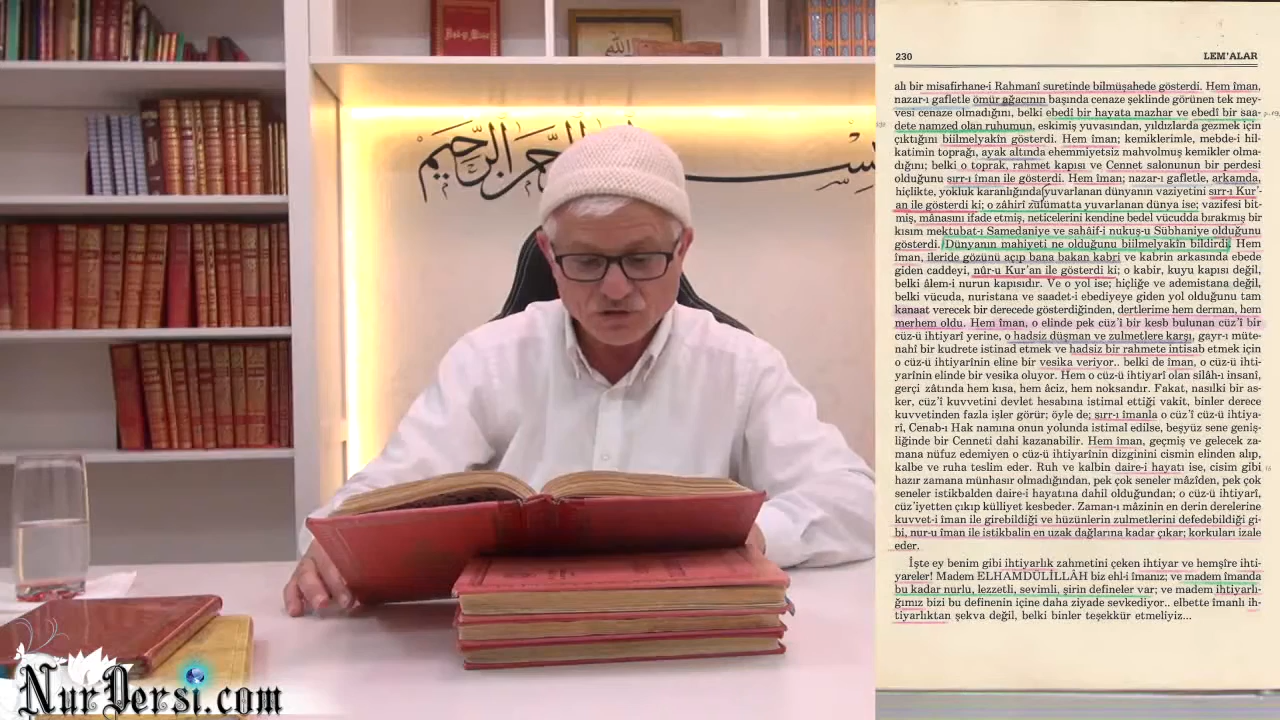 230 LEM'ALAR
alı bir misafirhane-i Rahmanî suretinde bilmüşahede gösterdi. Hem îman,
nazar-ı gafletle ömür ağacının başında cenaze şeklinde görünen tek mey-
vesi cenaze olmadığını, belki ebedî bir hayata mazhar ve ebedî bir saa-
dete namzed olan ruhumun, eskimiş yuvasından, yıldızlarda gezmek için
çıktığını biilmelyakîn gösterdi. Hem îman; kemiklerimle, mebde-i hil-
katimin toprağı, ayak altında ehemmiyetsiz mahvolmuş kemikler olma-
dığını; belki o toprak, rahmet kapısı ve Cennet salonunun bir perdesi
olduğunu sırr-ı îman ile gösterdi. Hem îman; nazar-ı gafletle, arkamda,
hiçlikte, yokluk karanlığında yuvarlanan dünyanın vaziyetini sırr-ı Kur'-
an ile gösterdi ki; o zâhirî zulümatta yuvarlanan dünya ise; vazifesi bit-
miş, mânasını ifade etmiş, neticelerini kendine bedel vücudda bırakmış bir
kısım mektubat-ı Samedaniye ve sahâif-i nukuş-u Sübhaniye olduğunu
gösterdi. Dünyanın mahiyeti ne olduğunu biilmelyakîn bildirdi. Hem
îman, ileride gözünü açıp bana bakan kabri ve kabrin arkasında ebede
giden caddeyi, nûr-u Kur'an ile gösterdi ki; o kabir, kuyu kapısı değil,
belki âlem-i nurun kapısıdır. Ve o yol ise; hiçliğe ve ademistana değil,
belki vücuda, nuristana ve saadet-i ebediyeye giden yol olduğunu tam
kanaat verecek bir derecede gösterdiğinden, dertlerime hem derman, hem
merhem oldu. Hem îman, o elinde pek cüz'î bir kesb bulunan cüz'î bir
cüz-ü ihtiyarî yerine, o hadsiz düşman ve zulmetlere karşı, gayr-ı müte-
nahî bir kudrete istinad etmek ve hadsiz bir rahmete intisab etmek için
o cüz-ü ihtiyarînin eline bir vesika veriyor.. belki de îman, o cüz-ü ihti-
yarînin elinde bir vesika oluyor. Hem o cüz-ü ihtiyarî olan silâh-ı insanî,
gerçi zâtında hem kısa, hem âciz, hem noksandır. Fakat, nasılki bir as-
ker, cüz'î kuvvetini devlet hesabına istimal ettiği vakit, binler derece
kuvvetinden fazla işler görür; öyle de; sırr-ı îmanla o cüz'î cüz-ü ihtiya-
rî, Cenab-ı Hak namına onun yolunda istimal edilse, beşyüz sene geniş-
liğinde bir Cenneti dahi kazanabilir. Hem îman, geçmiş ve gelecek za-
mana nüfuz edemiyen o cüz-ü ihtiyarînin dizginini cismin elinden alıp,
kalbe ve ruha teslim eder. Ruh ve kalbin daire-i hayatı ise, cisim gibi
hazır zamana münhasır olmadığından, pek çok seneler mâzîden, pek çok
seneler istikbalden daire-i hayatına dahil olduğundan; o cüz-ü ihtiyarî,
cüz'iyetten çıkıp külliyet kesbeder. Zaman-ı mâzinin en derin derelerine
kuvvet-i îman ile girebildiği ve hüzünlerin zulmetlerini defedebildiği gi-
bi, nur-u îman ile istikbalin en uzak dağlarına kadar çıkar; korkuları izale
eder.
İşte ey benim gibi ihtiyarlık zahmetini çeken ihtiyar ve hemşire ihti-
yareler! Madem ELHAMDÜLİLLÂH biz ehl-i îmanız; ve madem îmanda
bu kadar nurlu, lezzetli, sevimli, şirin defineler var; ve madem ihtiyarlı-
ğımız bizi bu definenin içine daha ziyade sevkediyor.. elbette îmanlı ih-
tiyarlıktan şekva değil, belki binler teşekkür etmeliyiz...
الله
NurDersi.com